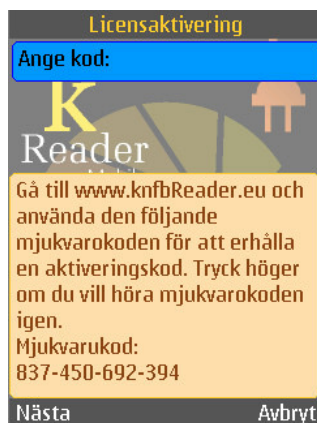 Licensaktivering
Ange kod:
K
Reader
Gå till www.knfbReader.eu och
använda den följande
mjukvarokoden för att erhålla
en aktiveringskod. Tryck höger
om du vill höra mjukvarokoden
igen.
Mjukvarukod:
837-450-692-394
Nästa Avbryt